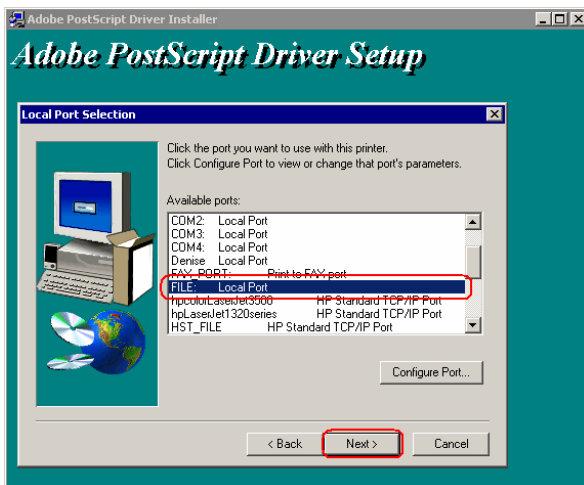 Adobe PostScript Driver Installer
Adobe PostScript Driver Setup
Local Port Selection
Click the port you want to use with this printer.
Click Configure Port to view or change that port's parameters.
Available ports:
COM2: Local Port
COM3: Local Port
COM4: Local Port
Denise Local Port
FAX_PORT: Print to FAX port
FILE: Local Port
hpcolorLaserJet3500 HP Standard TCP/IP Port
hpLaserJet1320series HP Standard TCP/IP Port
HST_FILE HP Standard TCP/IP Port
Configure Port...
< Back Next > Cancel